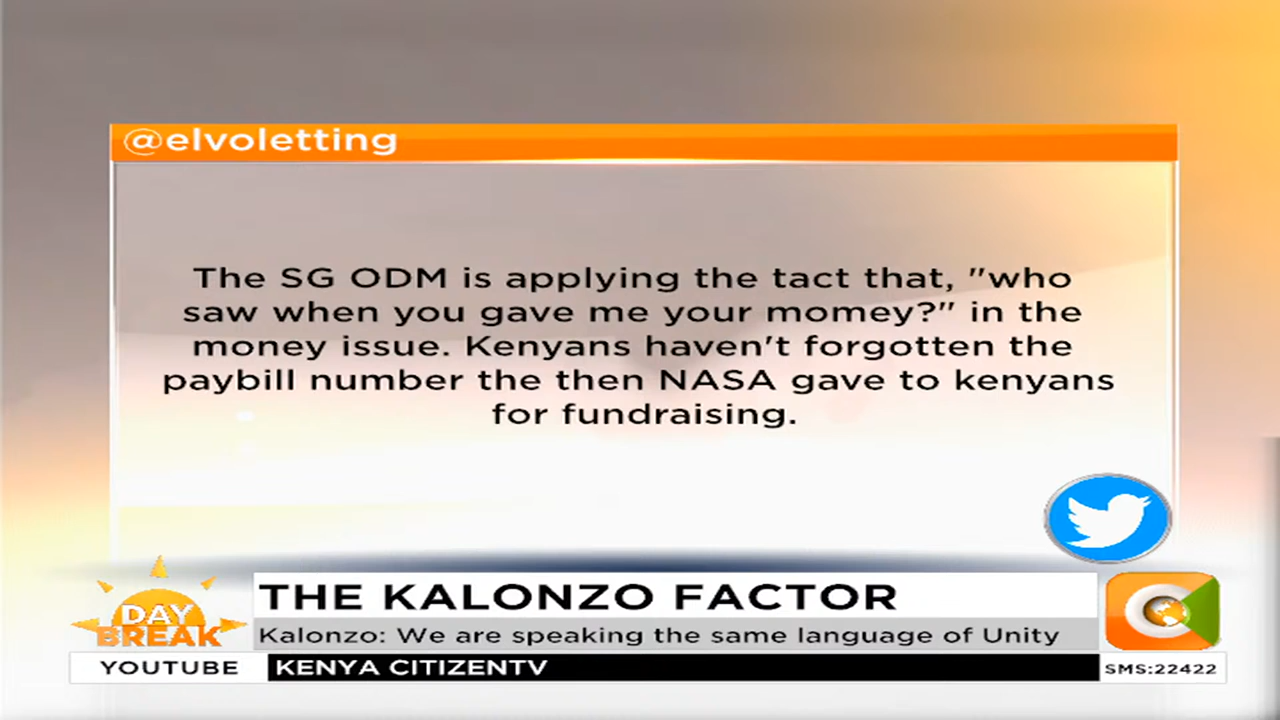 @elvoletting
The SG ODM is applying the tact that, "who
saw when you gave me your momey?" in the
money issue. Kenyans haven't forgotten the
paybill number the then NASA gave to kenyans
for fundraising.
DAY
BREAK
THE KALONZO FACTOR
Kalonzo: We are speaking the same language of Unity
YOUTUBE
KENYA CITIZENTV
SMS:22422